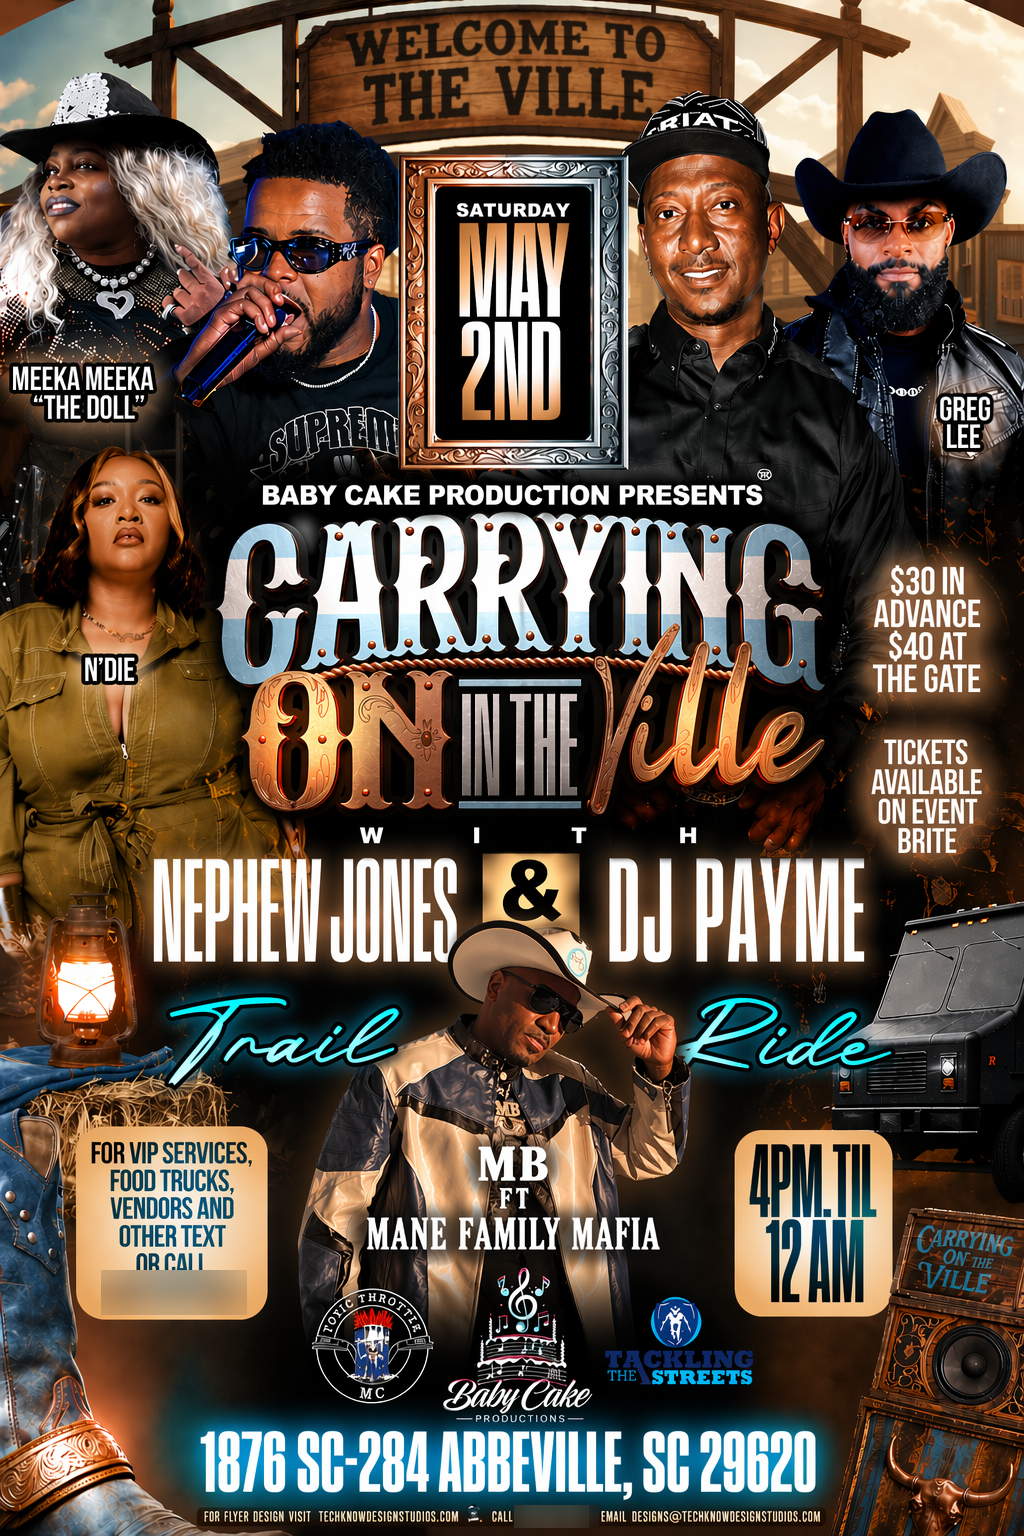 WELCOME TO
THE VILLE
ARIAT
SATURDAY
MAY
2ND
SUPREM
MEEKA MEEKA
"THE DOLL"
GREG
LEE
BABY CAKE PRODUCTION PRESENTS
CARRYING
ON IN THE Ville
N'DIE
$30 IN
ADVANCE
$40 AT
THE GATE
TICKETS
AVAILABLE
ON EVENT
BRITE
WITH
NEPHEW JONES & DJ PAYME
Trail Ride
MB
FOR VIP SERVICES,
FOOD TRUCKS,
VENDORS AND
OTHER TEXT
OR CALL
MB
FT
MANE FAMILY MAFIA
4PM. TIL
12 AM
CARRYING
ON THE
VILLE
TOXIC THROTTLE
MC
Baby Cake
PRODUCTIONS
TACKLING
THE STREETS
1876 SC-284 ABBEVILLE, SC 29620
FOR FLYER DESIGN VISIT TECHKNOWDESIGNSTUDIOS.COM CALL EMAIL DESIGNS@TECHKNOWDESIGNSTUDIOS.COM